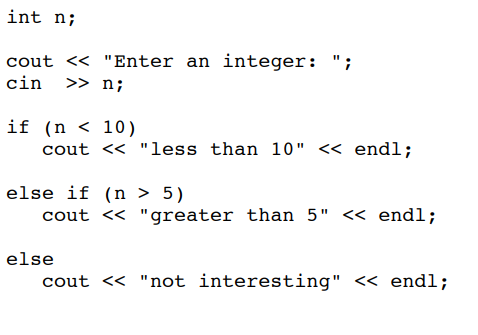 int n;
cout << "Enter an integer: ";
cin  >> n;
if (n < 10)
   cout << "less than 10" << endl;
else if (n > 5)
   cout << "greater than 5" << endl;
else
   cout << "not interesting" << endl;